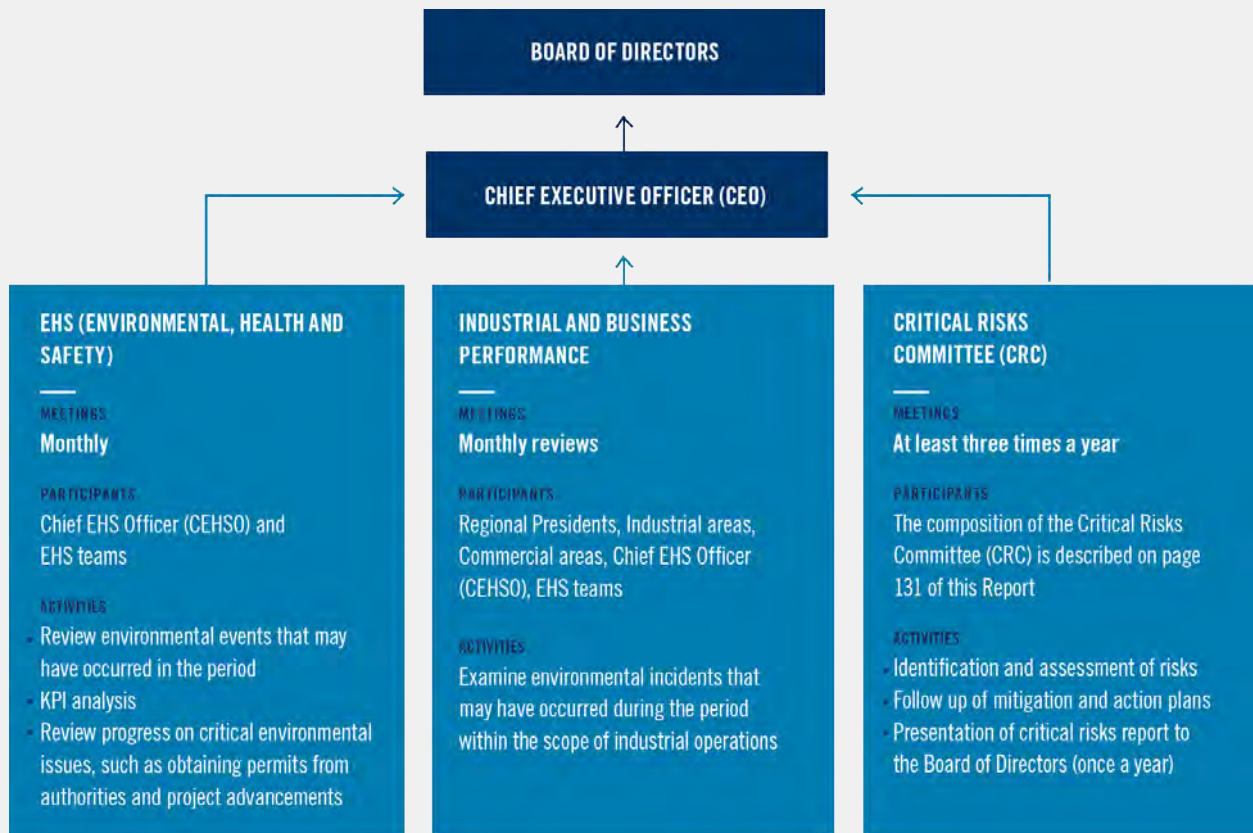 BOARD OF DIRECTORS
CHIEF EXECUTIVE OFFICER (CEO)
EHS (ENVIRONMENTAL, HEALTH AND
SAFETY)
MEETINGS
Monthly
PARTICIPANTS
Chief EHS Officer (CEHSO) and
EHS teams
ACTIVITIES
- Review environmental events that may
have occurred in the period
- KPI analysis
- Review progress on critical environmental
issues, such as obtaining permits from
authorities and project advancements
INDUSTRIAL AND BUSINESS
PERFORMANCE
MEETINGS
Monthly reviews
PARTICIPANTS
Regional Presidents, Industrial areas,
Commercial areas, Chief EHS Officer
(CEHSO), EHS teams
ACTIVITIES
Examine environmental incidents that
may have occurred during the period
within the scope of industrial operations
CRITICAL RISKS
COMMITTEE (CRC)
MEETINGS
At least three times a year
PARTICIPANTS
The composition of the Critical Risks
Committee (CRC) is described on page
131 of this Report
ACTIVITIES
- Identification and assessment of risks
- Follow up of mitigation and action plans
- Presentation of critical risks report to
the Board of Directors (once a year)